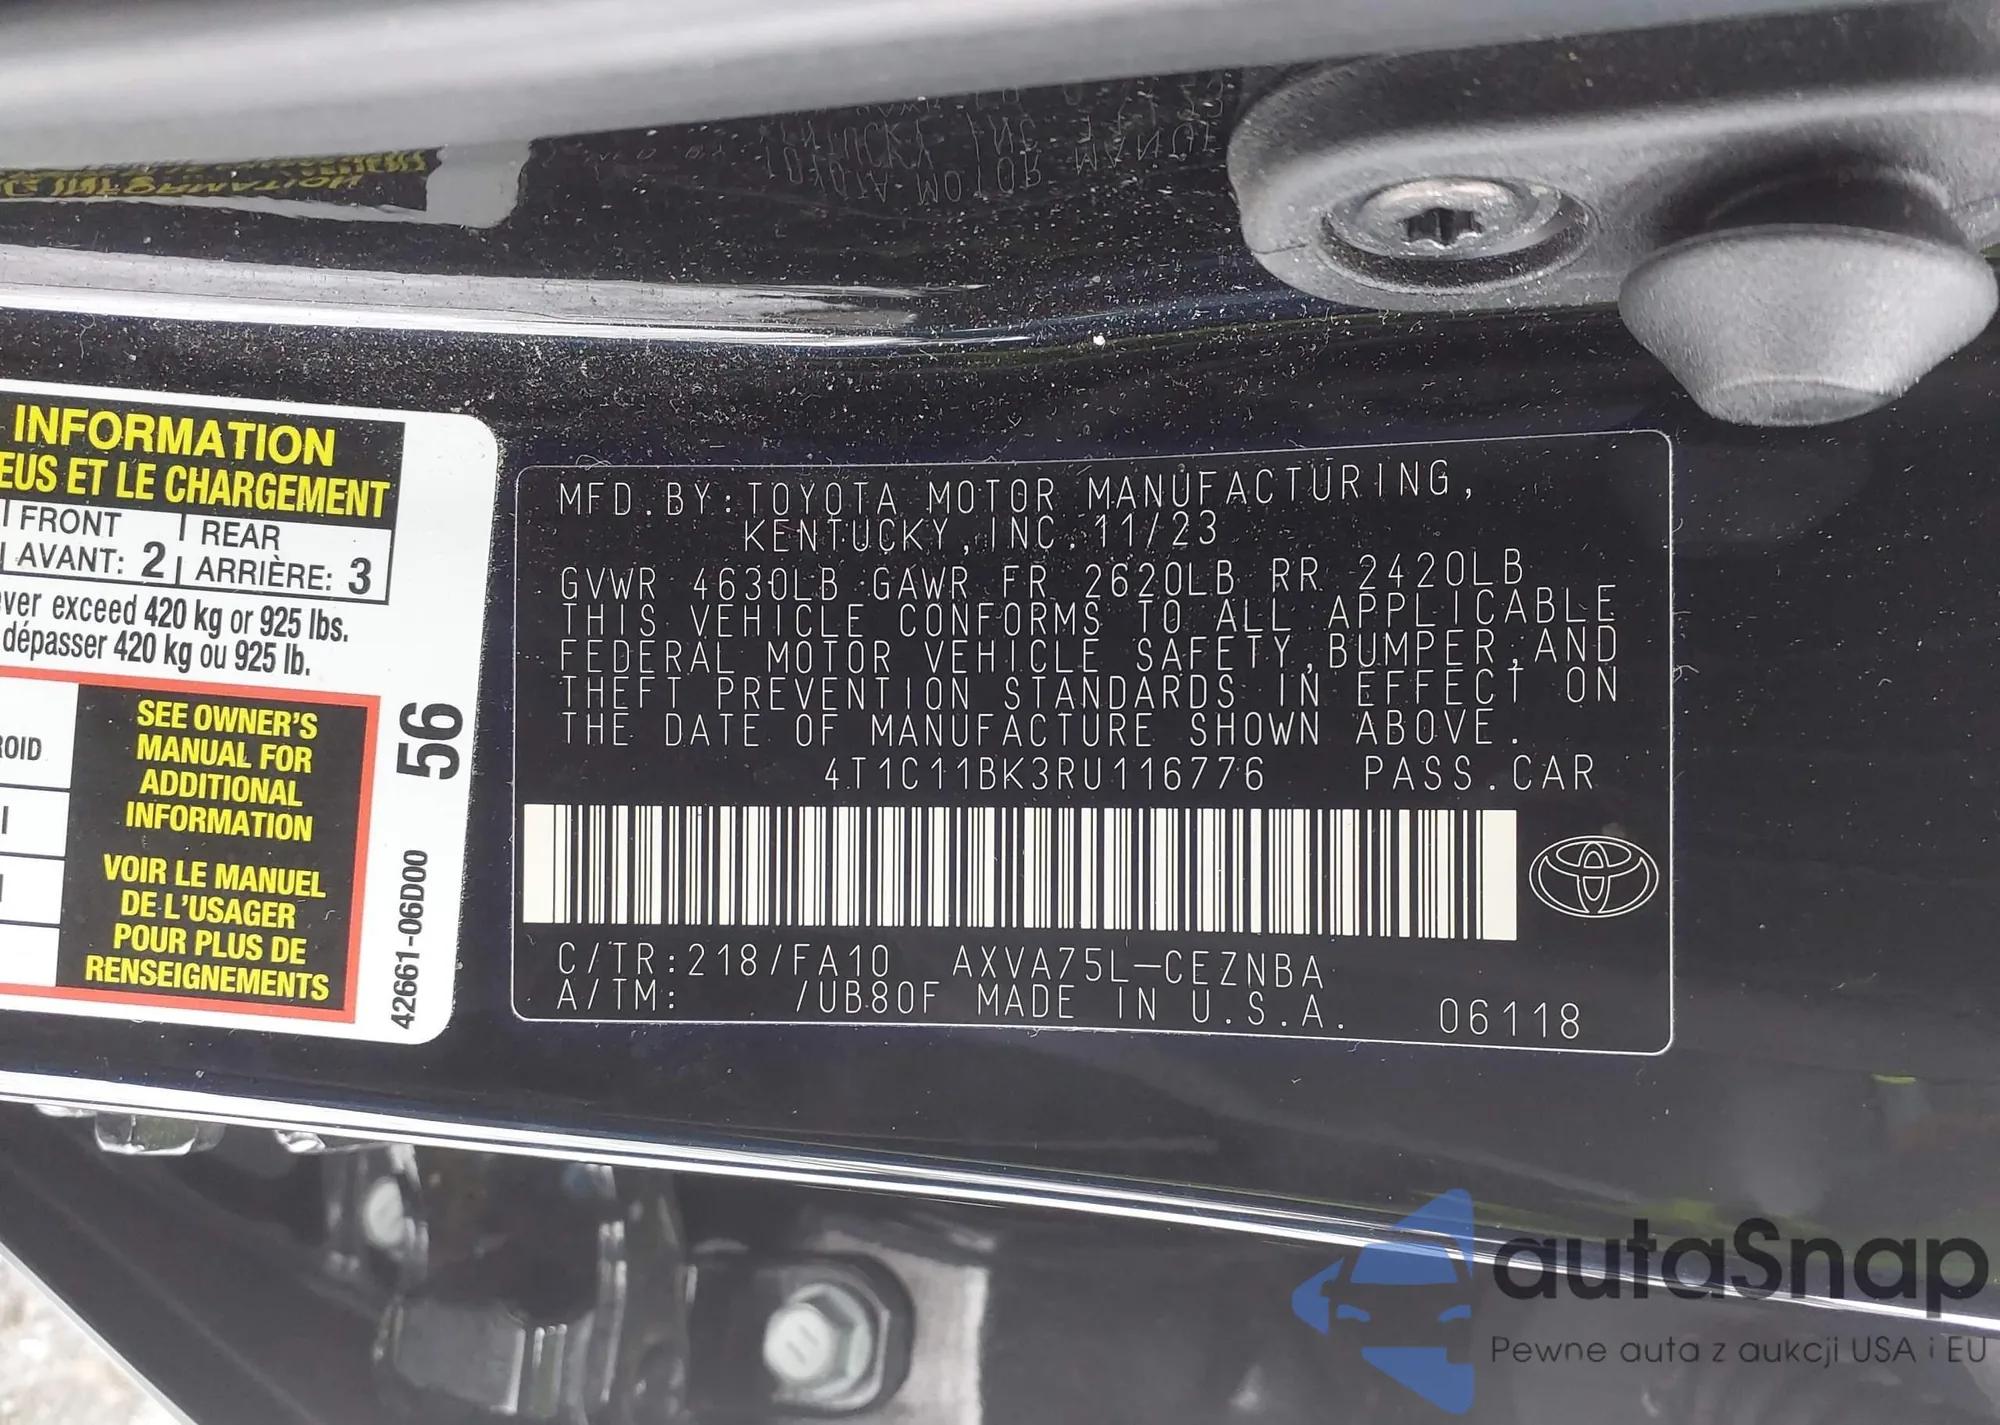 INFORMATION
EUS ET LE CHARGEMENT
FRONT REAR
AVANT: 2 ARRIÈRE: 3
ver exceed 420 kg or 925 lbs.
dépasser 420 kg ou 925 lb.
ROID
SEE OWNER'S
MANUAL FOR
ADDITIONAL
INFORMATION
VOIR LE MANUEL
DE L'USAGER
POUR PLUS DE
RENSEIGNEMENTS
56
42661-06D00
MFD. BY: TOYOTA MOTOR MANUFACTURING,
KENTUCKY, INC. 11/23
GVWR 4630LB GAWR FR 2620LB RR 2420LB
THIS VEHICLE CONFORMS TO ALL APPLICABLE
FEDERAL MOTOR VEHICLE SAFETY, BUMPER, AND
THEFT PREVENTION STANDARDS IN EFFECT ON
THE DATE OF MANUFACTURE SHOWN ABOVE.
4T1C11BK3RU116776 PASS. CAR
C/TR: 218/FA10 AXVA75L-CEZNBA
A/TM: /UB80F MADE IN U.S.A. 06118
autaSnap
Pewne auta z aukcji USA i EU